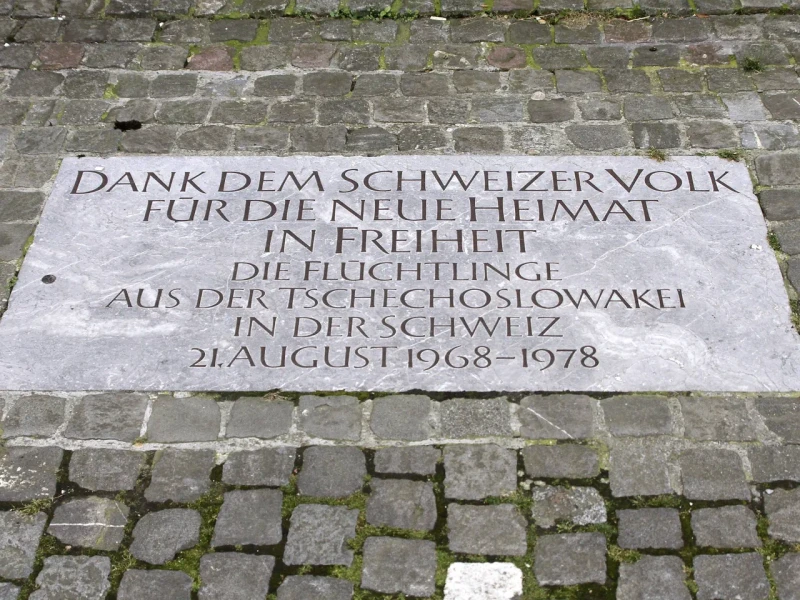 DANK DEM SCHWEIZER VOLK
FÜR DIE NEUE HEIMAT
IN FREIHEIT
DIE FLÜCHTLINGE
AUS DER TSCHECHOSLOWAKEI
IN DER SCHWEIZ
21. AUGUST 1968–1978